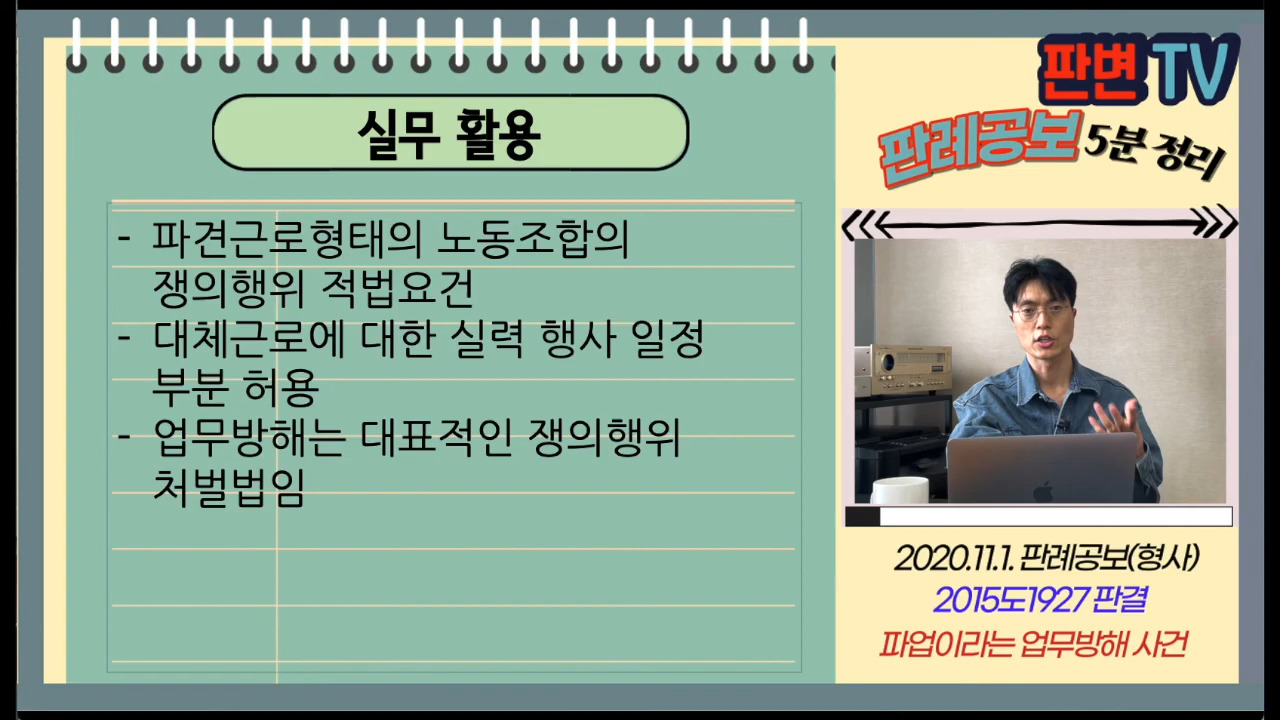 실무 활용
- 파견근로형태의 노동조합의
쟁의행위 적법요건
- 대체근로에 대한 실력 행사 일정
부분 허용
- 업무방해는 대표적인 쟁의행위
처벌법임
판변 TV
판례공보 5분 정리
2020.11.1. 판례공보(형사)
2015도1927 판결
파업이라는 업무방해 사건